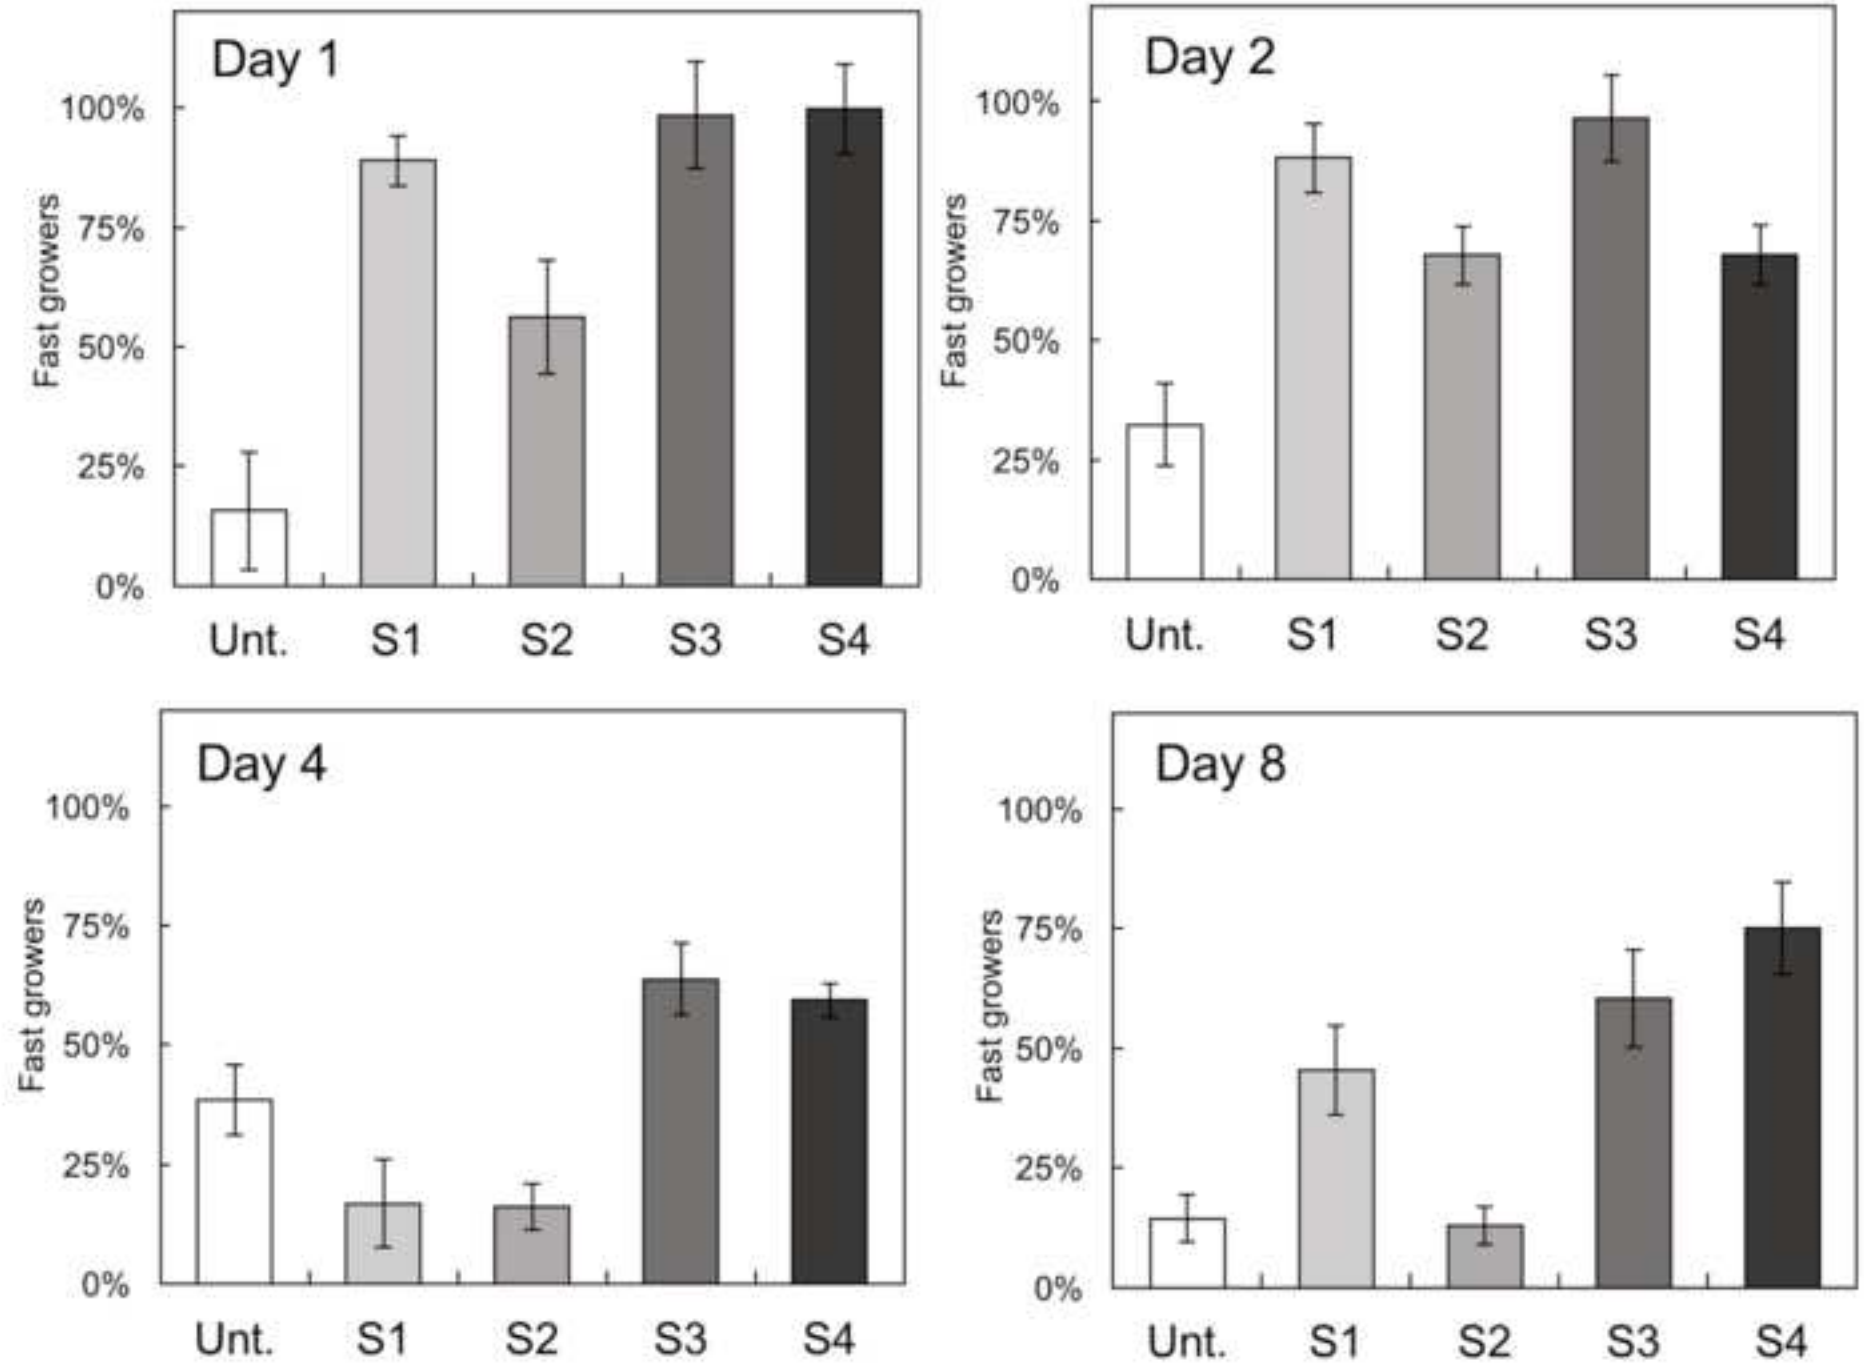 Day 1
Fast growers
100%
75%
50%
25%
0%
Unt. S1 S2 S3 S4
Day 2
Fast growers
100%
75%
50%
25%
0%
Unt. S1 S2 S3 S4
Day 4
Fast growers
100%
75%
50%
25%
0%
Unt. S1 S2 S3 S4
Day 8
Fast growers
100%
75%
50%
25%
0%
Unt. S1 S2 S3 S4